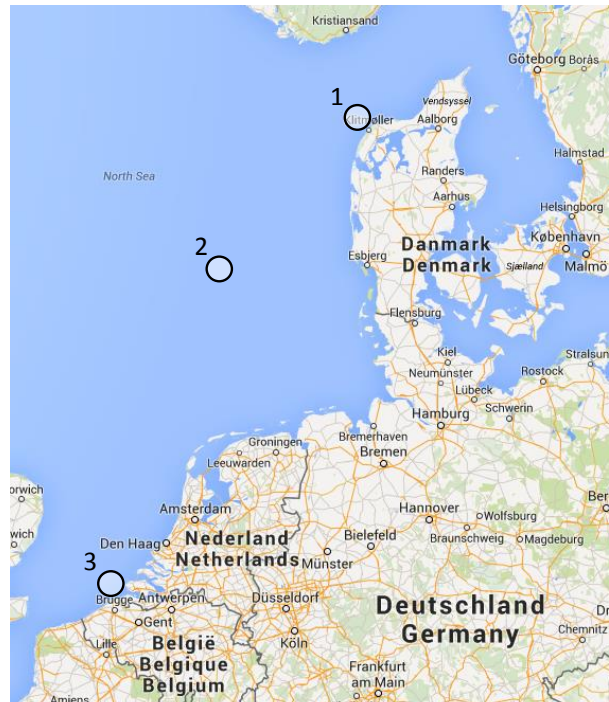 Kristiansand
Göteborg
Borås
1
Vendsyssel
Klitmøller
Aalborg
Halmstad
North Sea
Randers
Aarhus
Helsingborg
2
Danmark
Denmark
København
Esbjerg
Sjælland
Malmö
Flensburg
Kiel
Stralsun
Neumünster
Rostock
Lübeck
Schwerin
Hamburg
Bremerhaven
Groningen
Leeuwarden
Bremen
orwich
Ber
Amsterdam
Hannover
Wolfsburg
wich
Den Haag
Nederland
Netherlands
Bielefeld
Braunschweig
Magdeburg
Münster
3
Brugge
Antwerpen
Düsseldorf
Deutschland
Germany
Gent
Köln
Dr
Chemnitz
Lille
België
Belgique
Belgium
Frankfurt
am Main
Amiens